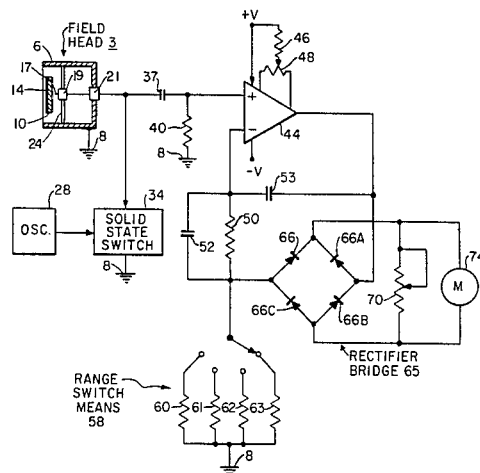 FIELD
HEAD 3
6
17
14
10
19
21
24
8
37
40
8
+V
46
48
+
−
44
-V
28
OSC.
34
SOLID
STATE
SWITCH
8
53
50
52
66
66A
66C
66B
70
74
M
RECTIFIER
BRIDGE 65
RANGE
SWITCH
MEANS
58
60
61
62
63
8